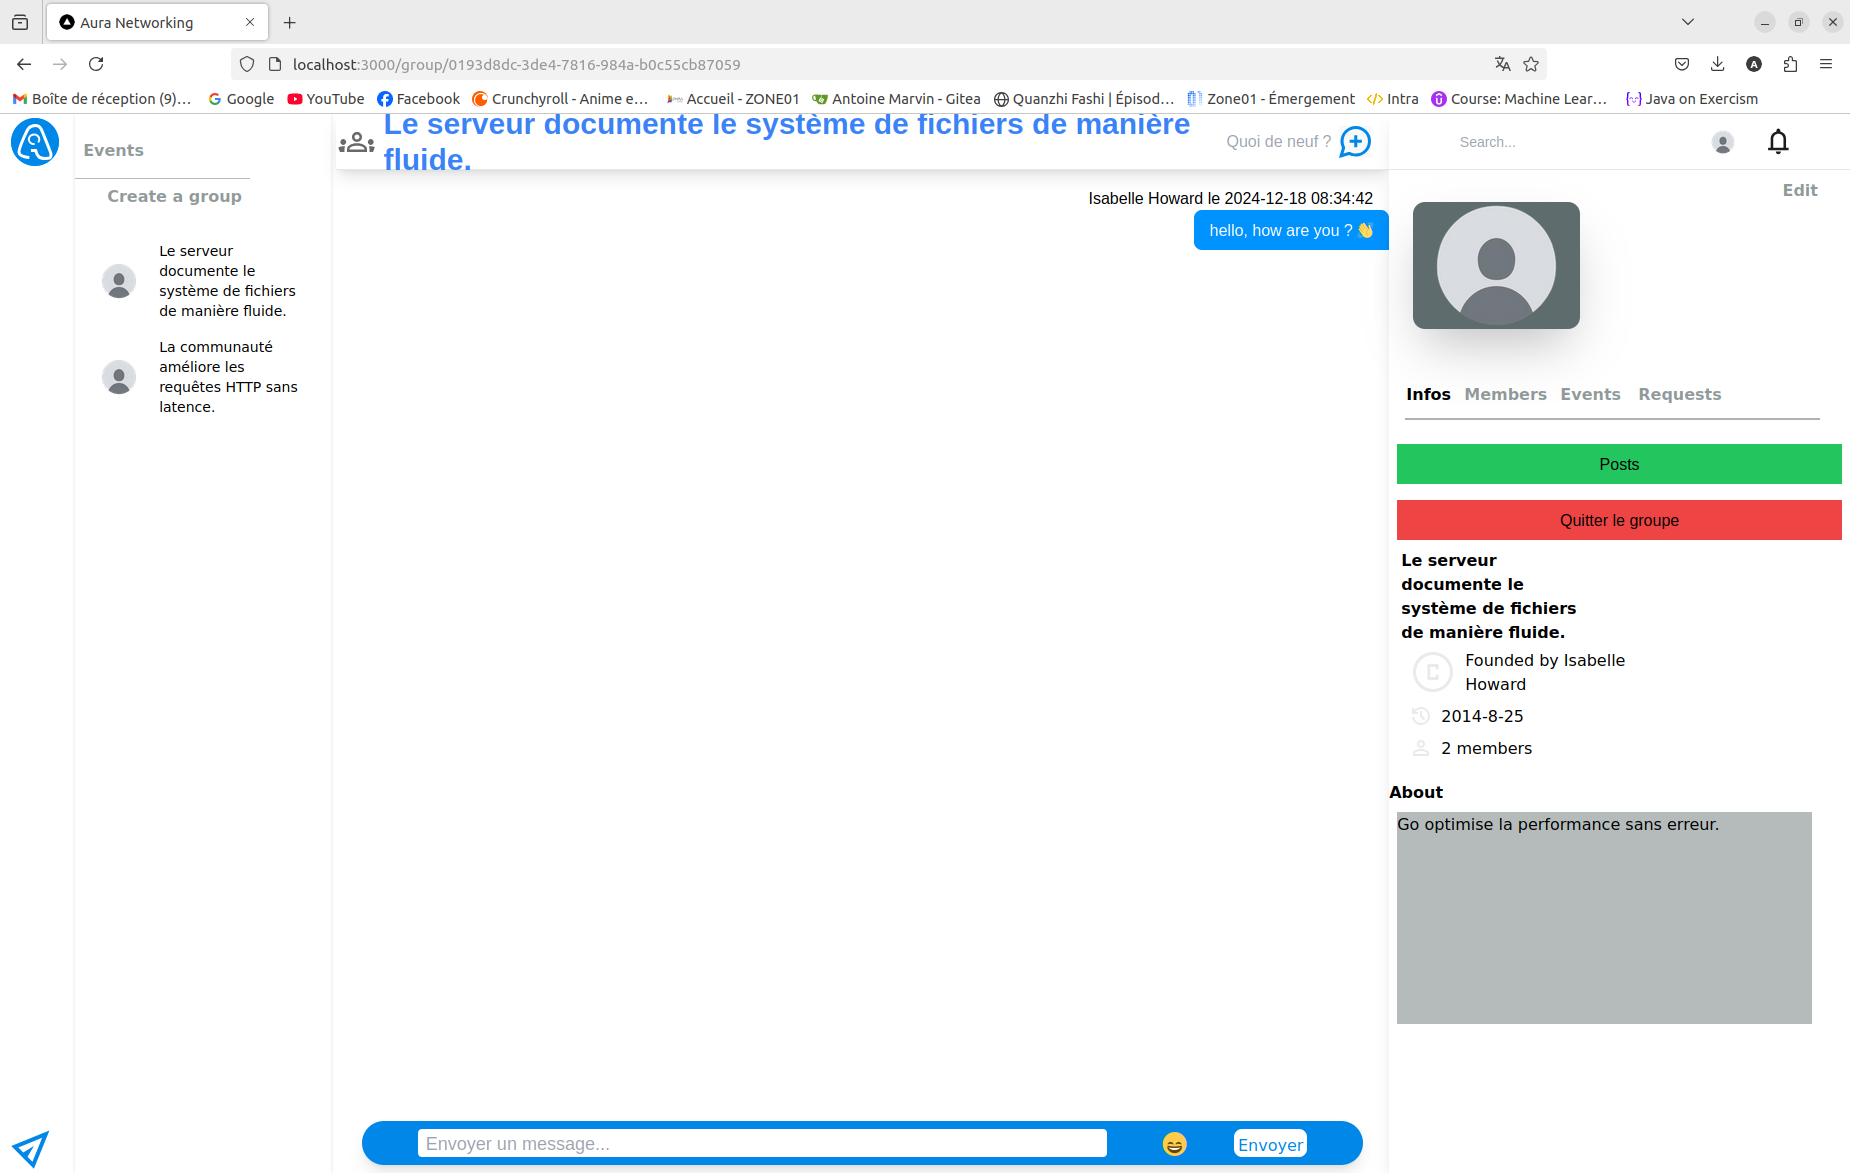 Aura Networking
localhost:3000/group/0193d8dc-3de4-7816-984a-b0c55cb87059
Boîte de réception (9)… Google YouTube Facebook Crunchyroll - Anime e… Accueil - ZONE01 Antoine Marvin - Gitea Quanzhi Fashi | Épisod… Zone01 - Émergement Intra Course: Machine Lear… Java on Exercism
Events
Create a group
Le serveur
documente le
système de fichiers
de manière fluide.
La communauté
améliore les
requêtes HTTP sans
latence.
Le serveur documente le système de fichiers de manière
fluide.
Quoi de neuf ?
Isabelle Howard le 2024-12-18 08:34:42
hello, how are you ? 👋
Envoyer un message...
Envoyer
Search...
Edit
Infos Members Events Requests
Posts
Quitter le groupe
Le serveur
documente le
système de fichiers
de manière fluide.
Founded by Isabelle
Howard
2014-8-25
2 members
About
Go optimise la performance sans erreur.